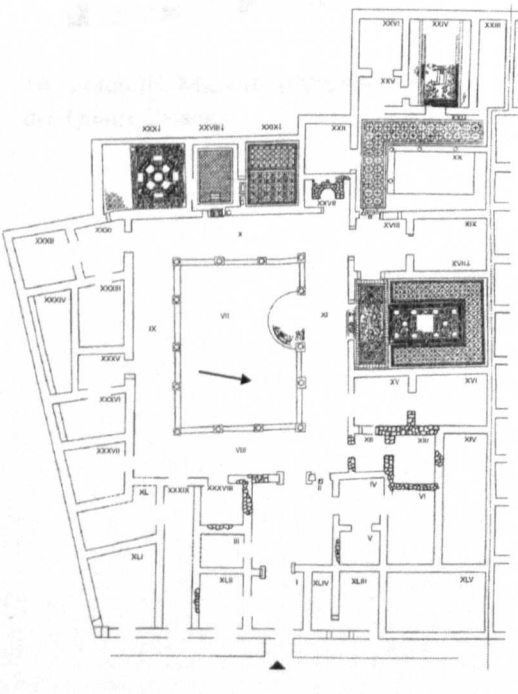 XXVI XXIV XXIII
XXV
XXX XXVIII XXIX XXII XXI
XX
XXVII
XVIII XIX
XXXII XXXI X
XVII
XXXIII
XXXIV
IX VII XI
XXXV
XV XVI
XXXVI
VIII
XII XIII XIV
XXXVII
XL XXXIX XXXVIII II IV VI
III V
XLI XLII I XLIV XLIII XLV